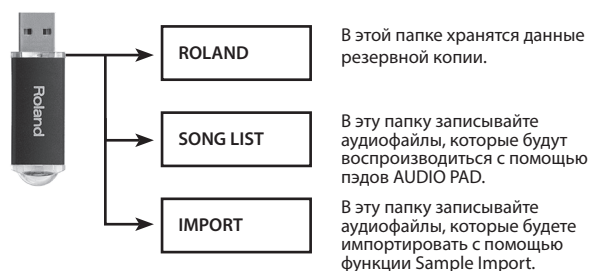 Roland
ROLAND
В этой папке хранятся данные
резервной копии.
SONG LIST
В эту папку записывайте
аудиофайлы, которые будут
воспроизводиться с помощью
пэдов AUDIO PAD.
IMPORT
В эту папку записывайте
аудиофайлы, которые будете
импортировать с помощью
функции Sample Import.